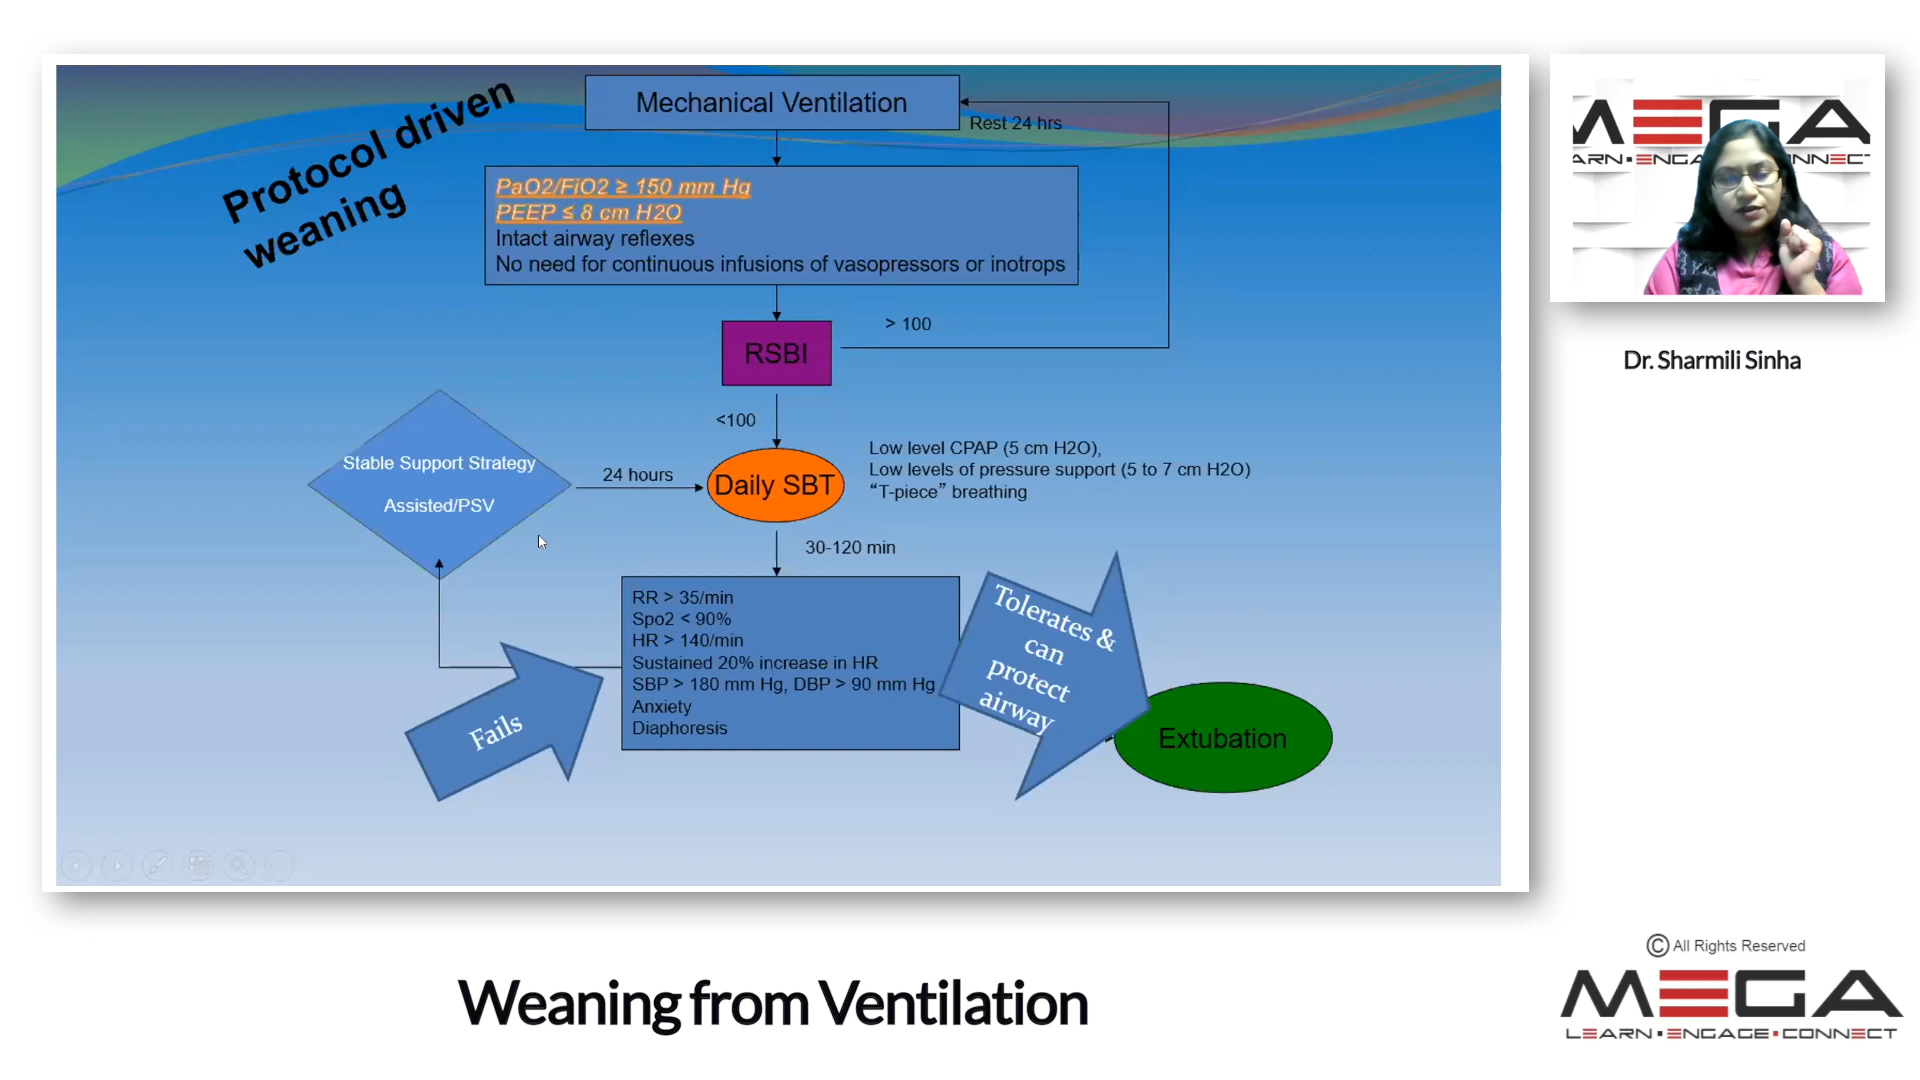 Protocol driven
weaning
Mechanical Ventilation
Rest 24 hrs
PaO2/FiO2 ≥ 150 mm Hg
PEEP ≤ 8 cm H2O
Intact airway reflexes
No need for continuous infusions of vasopressors or inotrops
> 100
RSBI
<100
Stable Support Strategy
Assisted/PSV
24 hours
Daily SBT
Low level CPAP (5 cm H2O),
Low levels of pressure support (5 to 7 cm H2O)
“T-piece” breathing
30-120 min
RR > 35/min
Spo2 < 90%
HR > 140/min
Sustained 20% increase in HR
SBP > 180 mm Hg, DBP > 90 mm Hg
Anxiety
Diaphoresis
Fails
Tolerates &
can
protect
airway
Extubation
MEGA
ARN ▪ ENGA NNECT
Dr. Sharmili Sinha
Weaning from Ventilation
© All Rights Reserved
MEGA
LEARN ▪ ENGAGE ▪ CONNECT